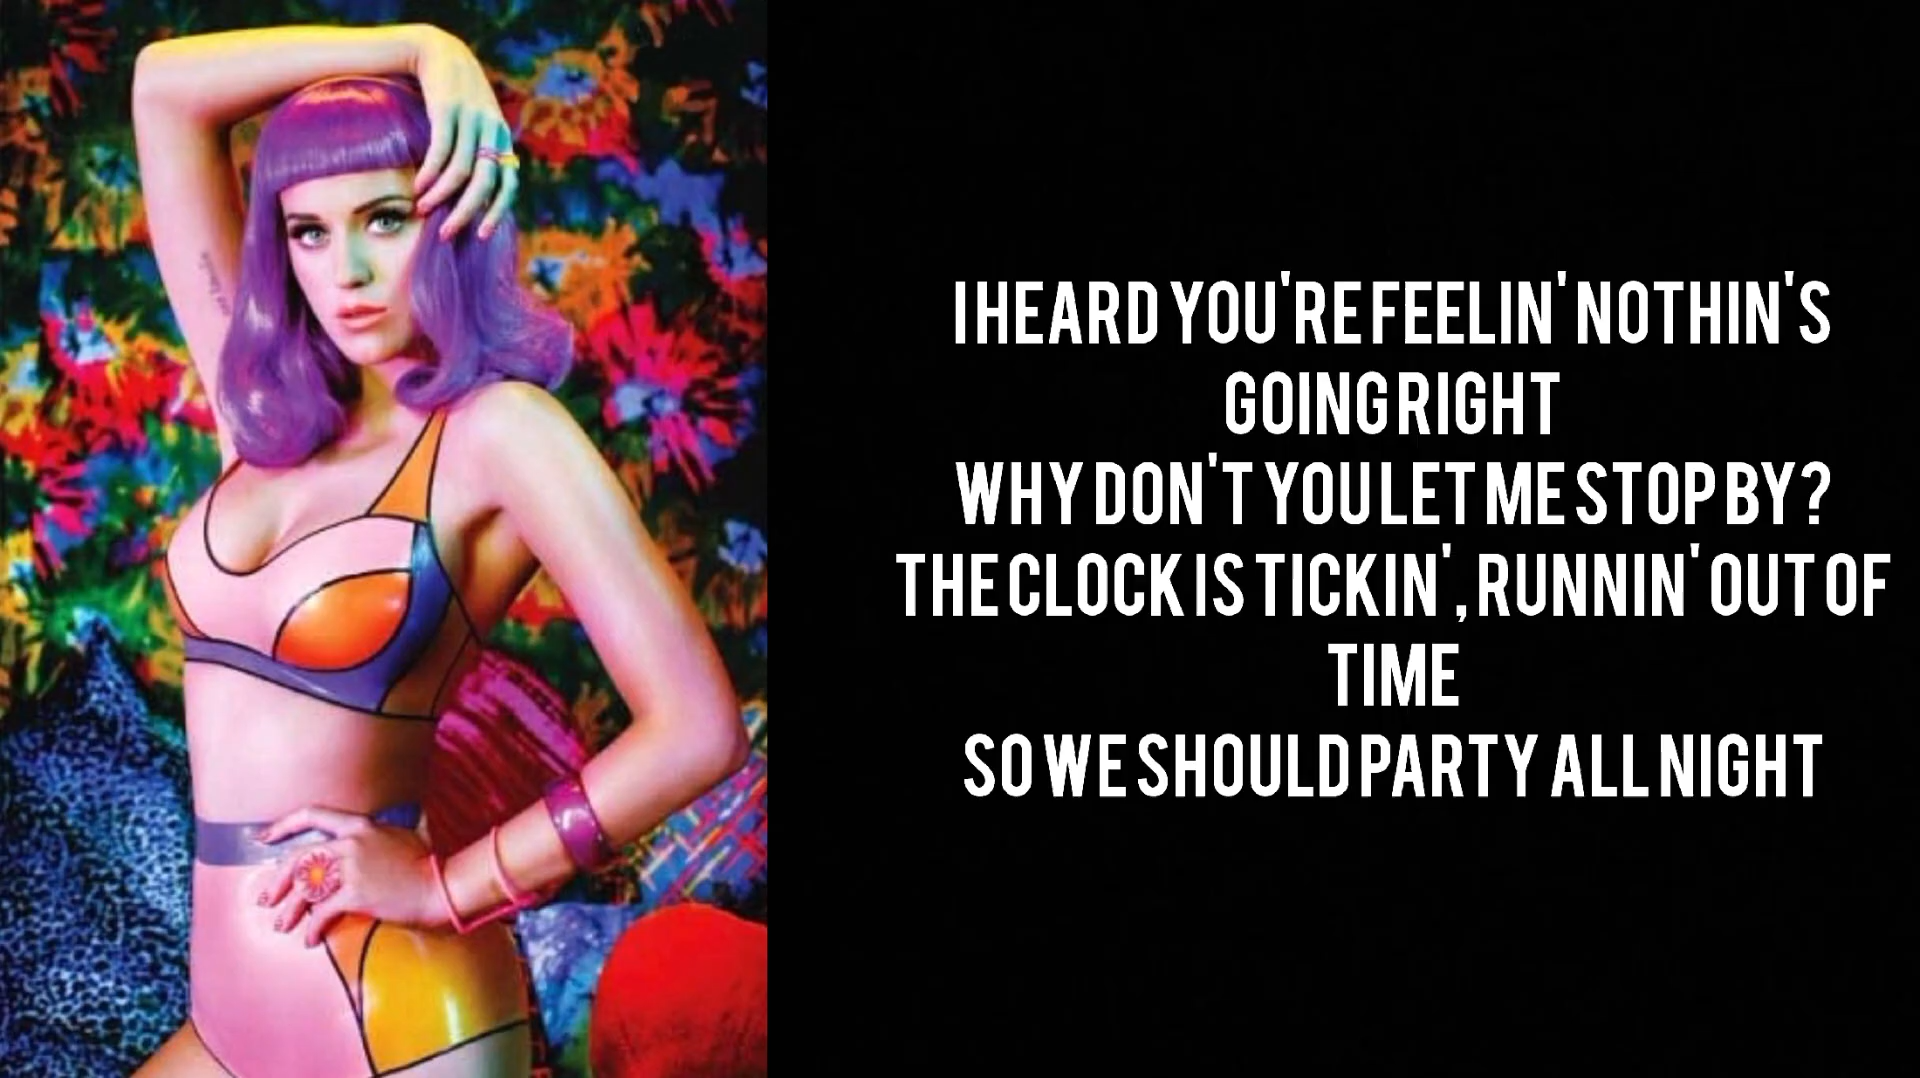 I HEARD YOU'RE FEELIN' NOTHIN'S
GOING RIGHT
WHY DON'T YOU LET ME STOP BY?
THE CLOCK IS TICKIN', RUNNIN' OUT OF
TIME
SO WE SHOULD PARTY ALL NIGHT